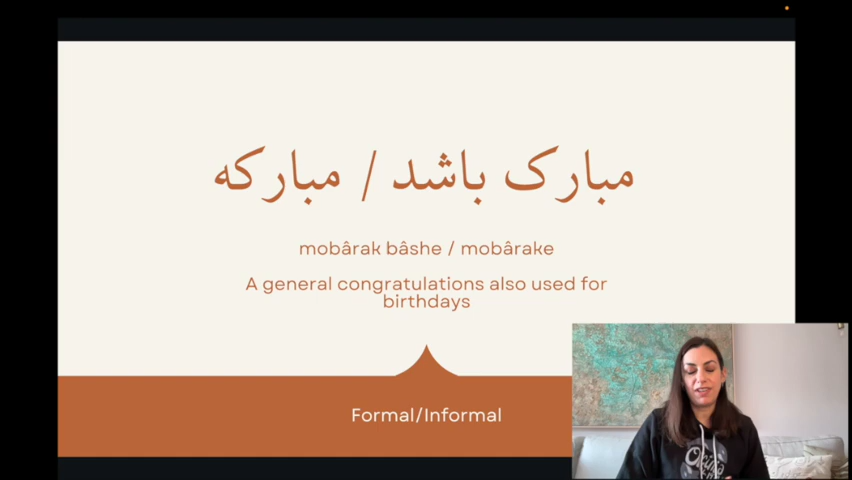 مبارک باشد / مبارکه
mobârak bâshe / mobârake
A general congratulations also used for
birthdays
Formal/Informal